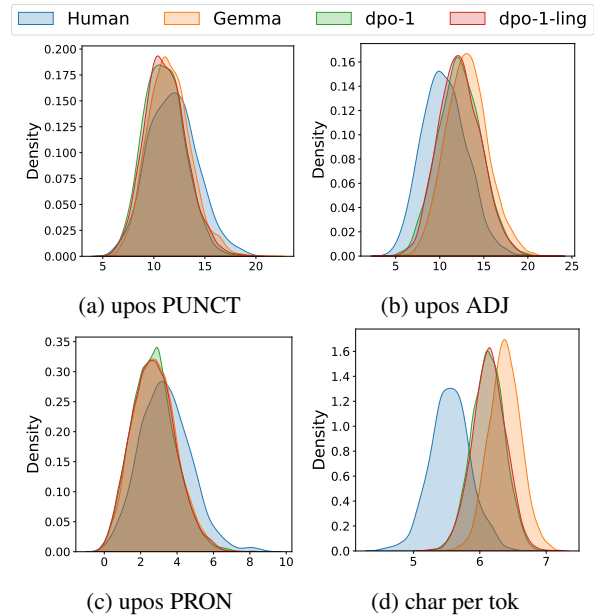 Human Gemma dpo-1 dpo-1-ling
0.200
0.175
0.150
0.125
0.100
0.075
0.050
0.025
0.000
Density
5 10 15 20
(a) upos PUNCT
0.16
0.14
0.12
0.10
0.08
0.06
0.04
0.02
0.00
Density
5 10 15 20 25
(b) upos ADJ
0.35
0.30
0.25
0.20
0.15
0.10
0.05
0.00
Density
0 2 4 6 8 10
(c) upos PRON
1.6
1.4
1.2
1.0
0.8
0.6
0.4
0.2
0.0
Density
5 6 7
(d) char per tok